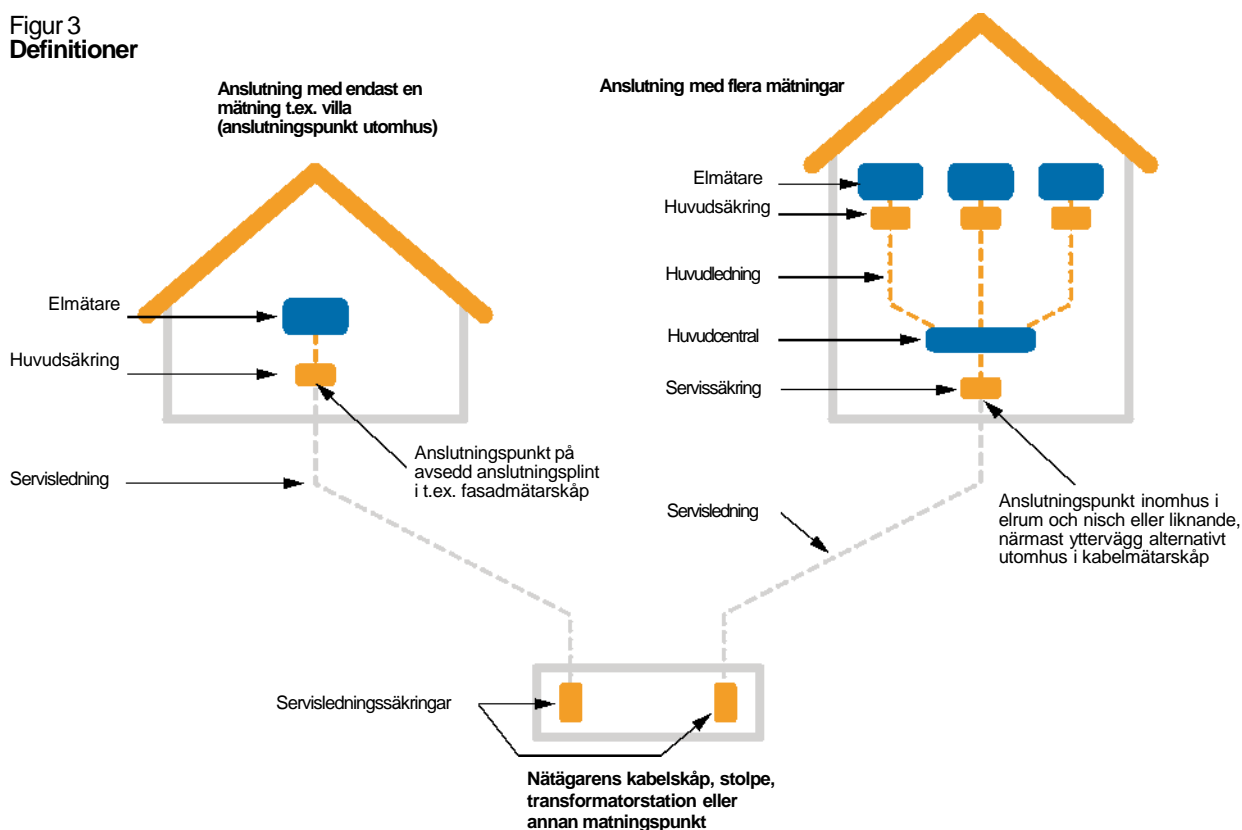 Figur 3
Definitioner
Anslutning med endast en
mätning t.ex. villa
(anslutningspunkt utomhus)
Elmätare
Huvudsäkring
Servisledning
Anslutningspunkt på
avsedd anslutningsplint
i t.ex. fasadmätarskåp
Anslutning med flera mätningar
Elmätare
Huvudsäkring
Huvudledning
Huvudcentral
Servissäkring
Servisledning
Anslutningspunkt inomhus i
elrum och nisch eller liknande,
närmast yttervägg alternativt
utomhus i kabelmätarskåp
Servisledningssäkringar
Nätägarens kabelskåp, stolpe,
transformatorstation eller
annan matningspunkt